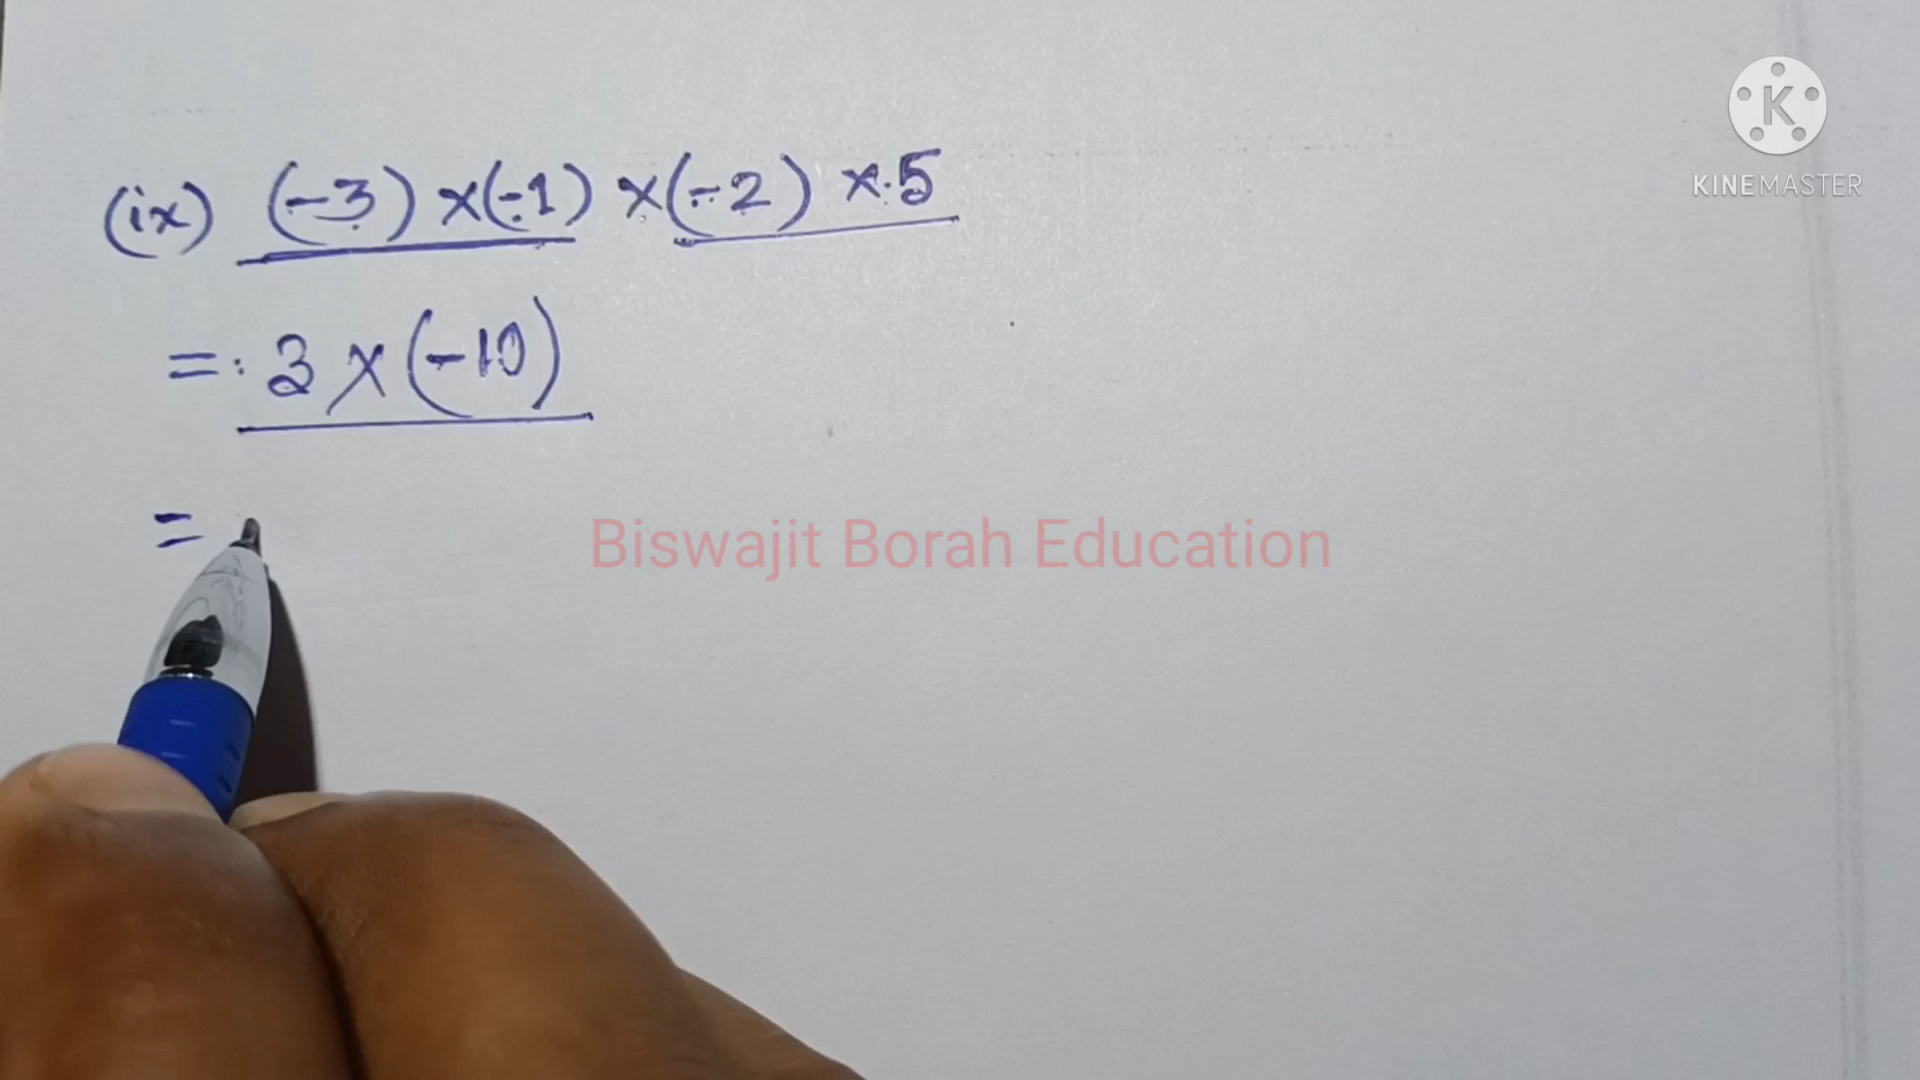 (ix) (-3) ×(-1) ×(-2) × 5
= 3 × (-10)
=
KINEMASTER
Biswajit Borah Education